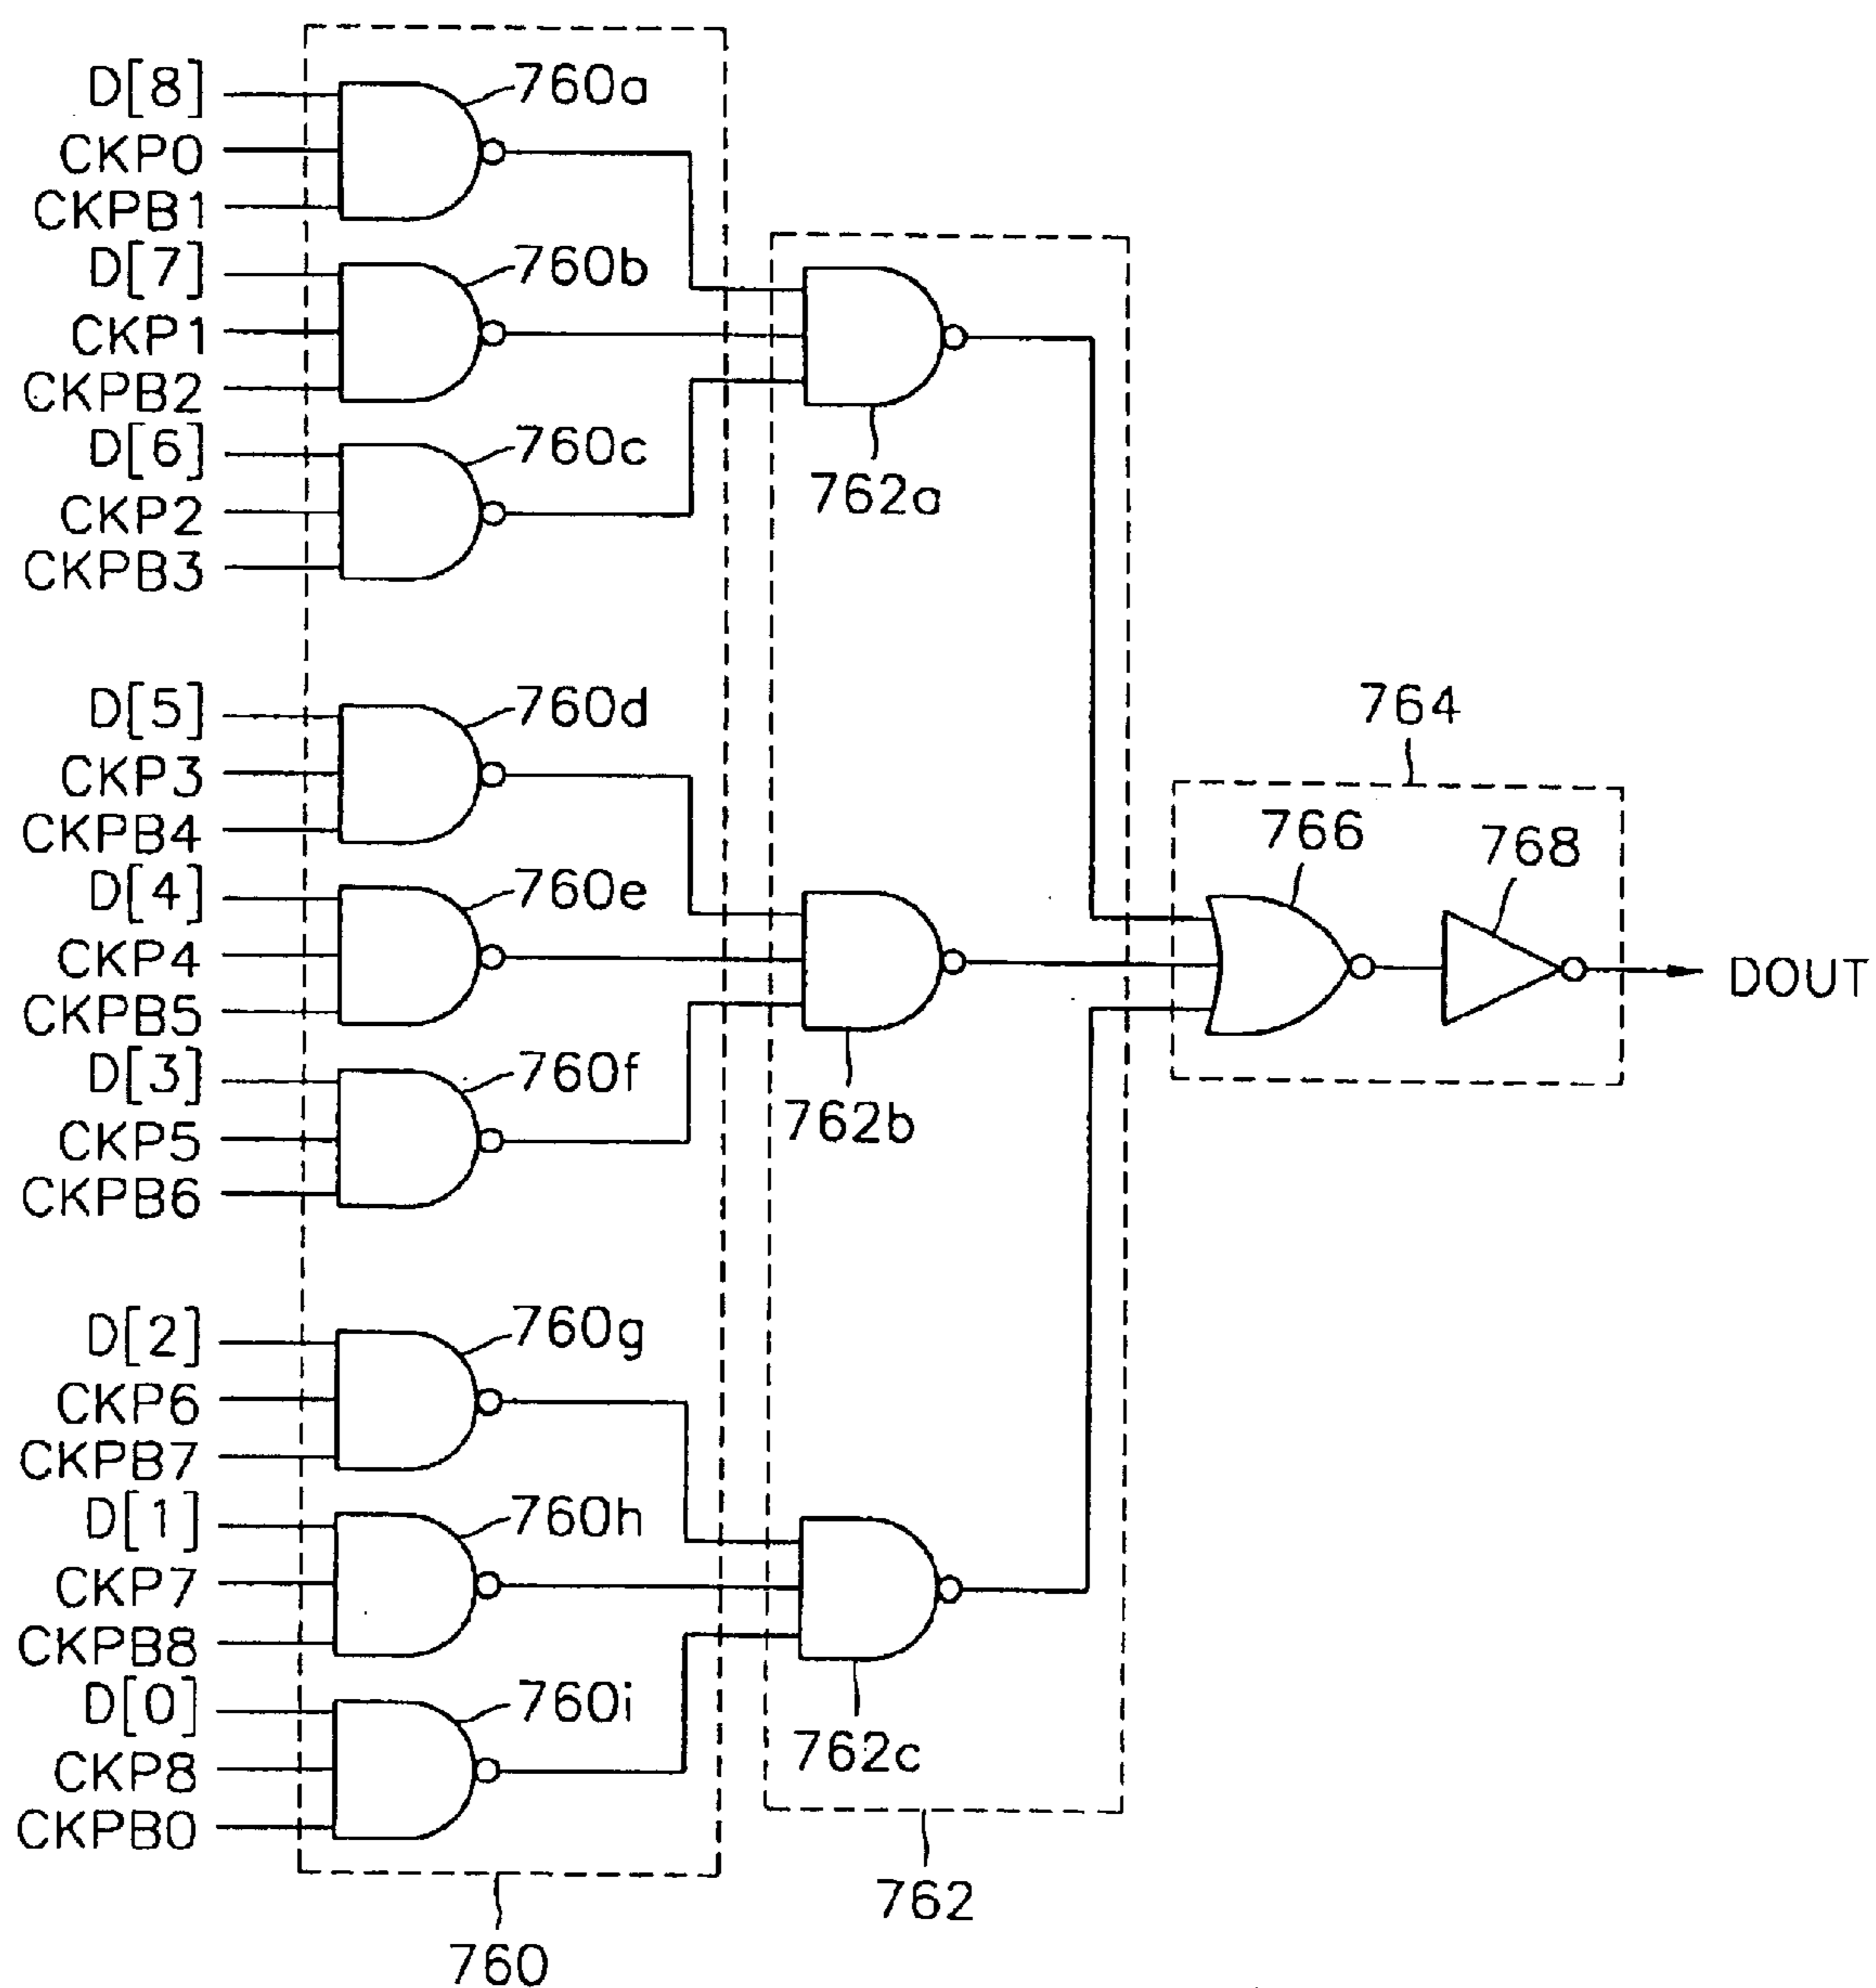 D[8]
760a
CKP0
CKPB1
D[7]
760b
CKP1
CKPB2
D[6]
760c
CKP2
762a
CKPB3
D[5]
760d
764
CKP3
766
768
CKPB4
D[4]
760e
CKP4
DOUT
CKPB5
D[3]
760f
762b
CKP5
CKPB6
D[2]
760g
CKP6
CKPB7
D[1]
760h
CKP7
CKPB8
D[0]
760i
762c
CKP8
CKPB0
762
760